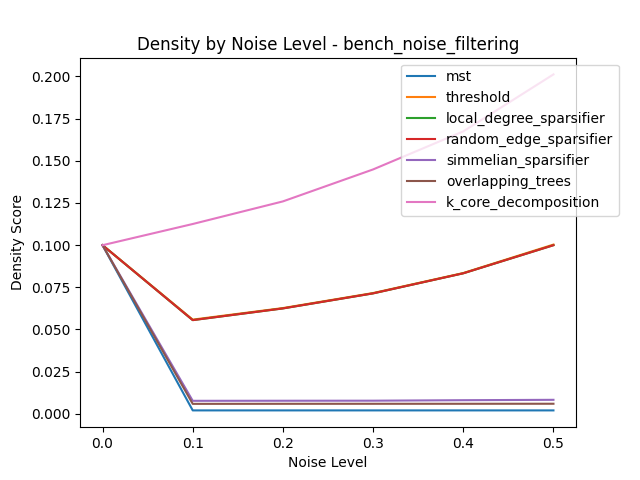 Density by Noise Level - bench_noise_filtering
mst
threshold
local_degree_sparsifier
random_edge_sparsifier
simmelian_sparsifier
overlapping_trees
k_core_decomposition
Density Score
0.200
0.175
0.150
0.125
0.100
0.075
0.050
0.025
0.000
0.0 0.1 0.2 0.3 0.4 0.5
Noise Level